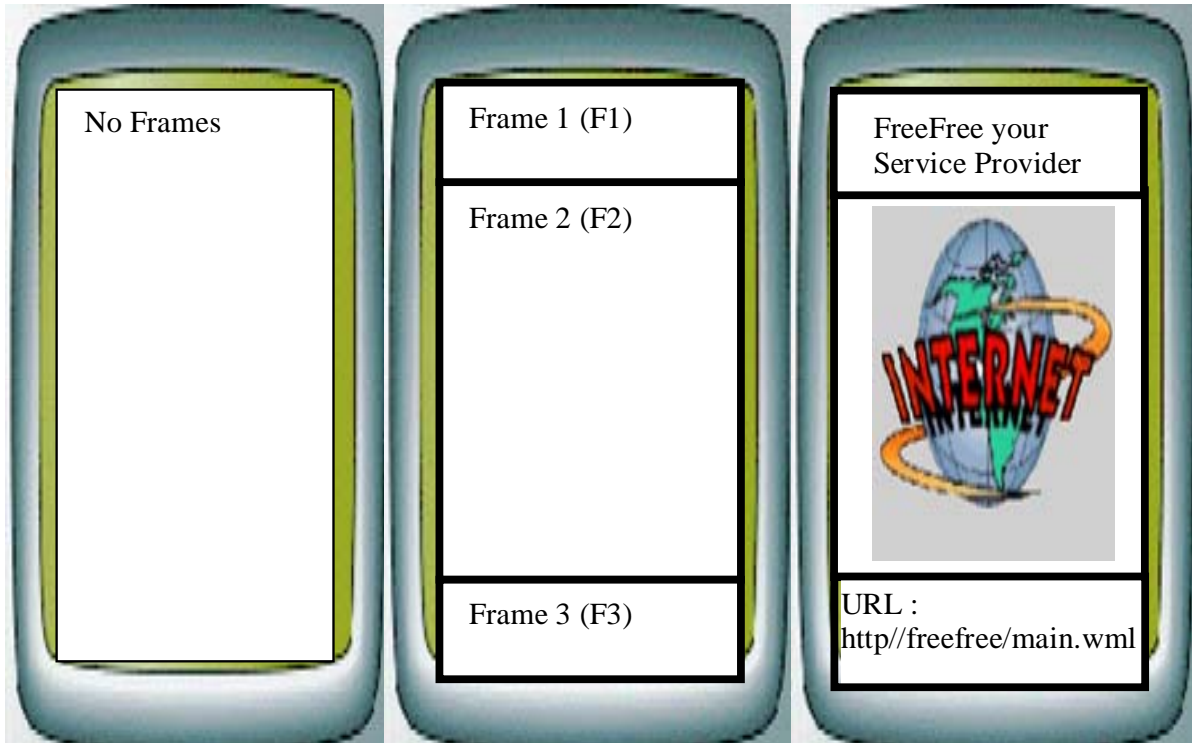 No Frames
Frame 1 (F1)
Frame 2 (F2)
Frame 3 (F3)
FreeFree your
Service Provider
INTERNET
INTERNET
URL :
http//freefree/main.wml